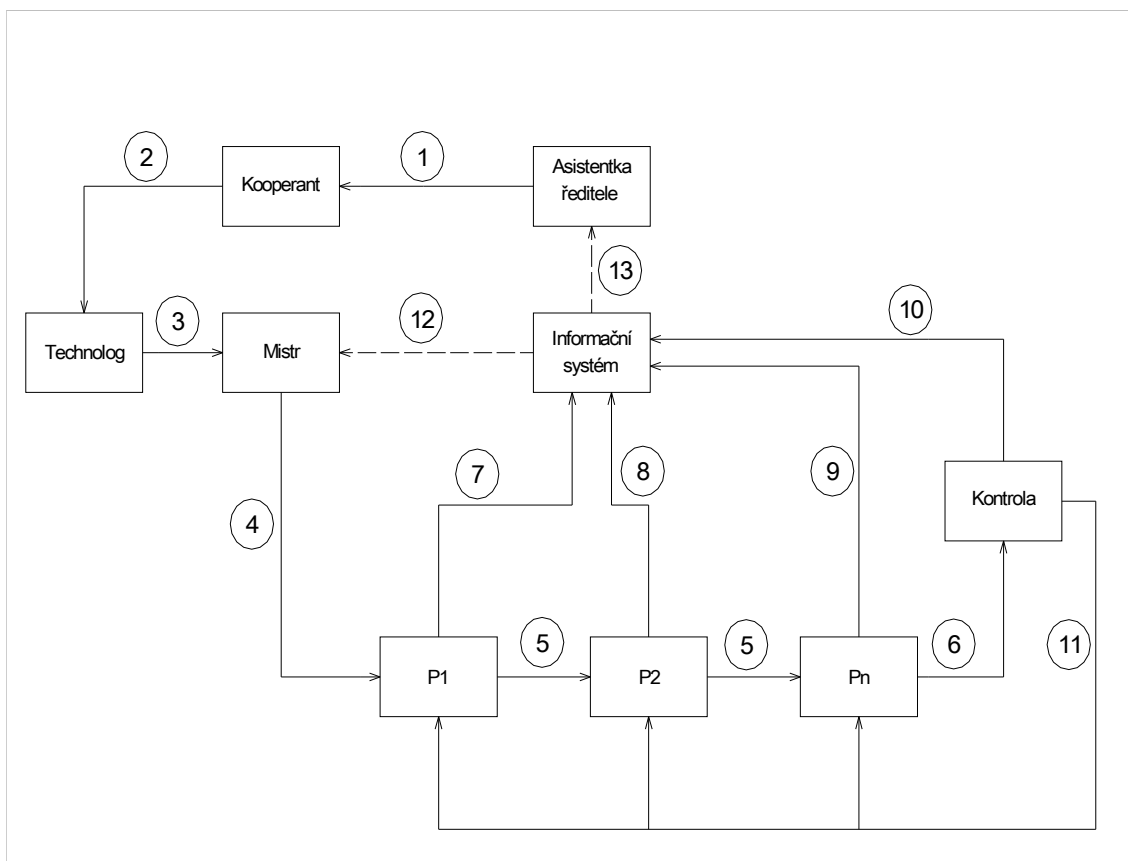 2
1
Kooperant
Asistentka
ředitele
13
3
12
10
Technolog
Mistr
Informační
systém
7
8
9
4
Kontrola
5
5
6
11
P1
P2
Pn